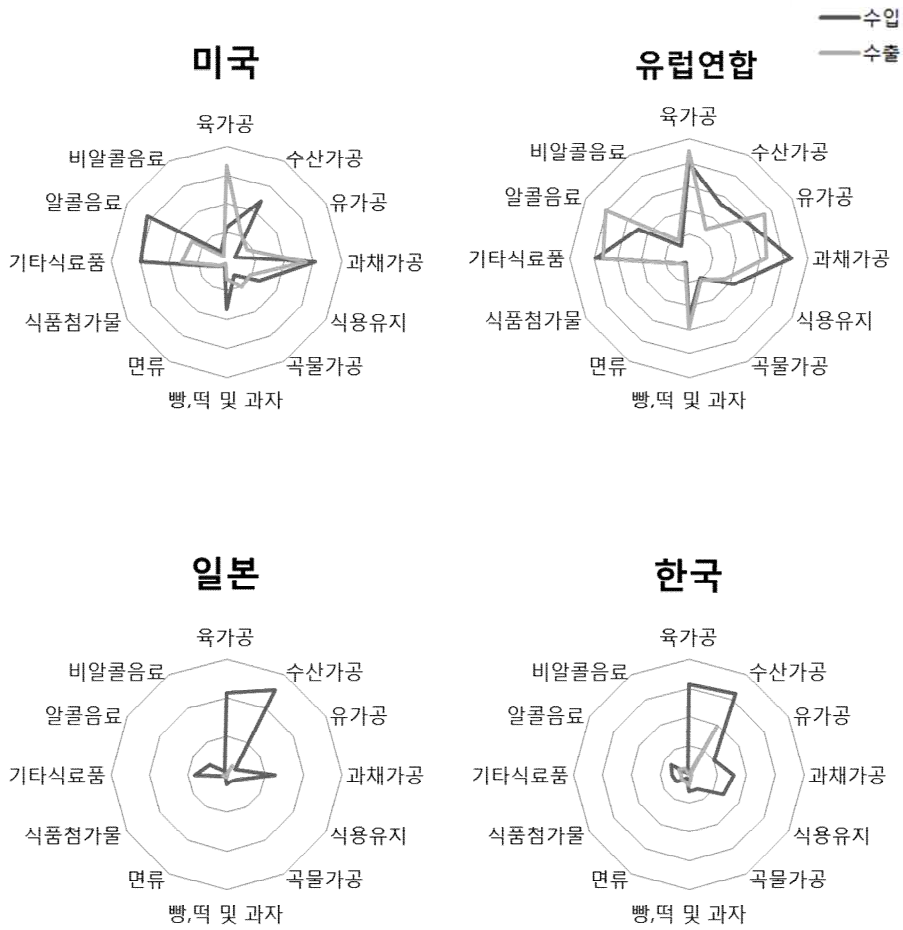 수입
수출
미국
육가공
수산가공
유가공
과채가공
식용유지
곡물가공
빵,떡 및 과자
면류
식품첨가물
기타식료품
알콜음료
비알콜음료
유럽연합
육가공
수산가공
유가공
과채가공
식용유지
곡물가공
빵,떡 및 과자
면류
식품첨가물
기타식료품
알콜음료
비알콜음료
일본
육가공
수산가공
유가공
과채가공
식용유지
곡물가공
빵,떡 및 과자
면류
식품첨가물
기타식료품
알콜음료
비알콜음료
한국
육가공
수산가공
유가공
과채가공
식용유지
곡물가공
빵,떡 및 과자
면류
식품첨가물
기타식료품
알콜음료
비알콜음료